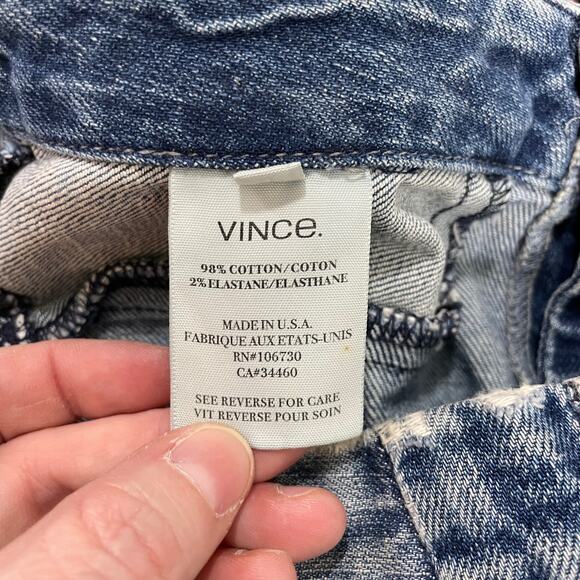 VINCe.
98% COTTON/COTON
2% ELASTANE/ELASTHANE
MADE IN U.S.A.
FABRIQUE AUX ETATS-UNIS
RN#106730
CA#34460
SEE REVERSE FOR CARE
VIT REVERSE POUR SOIN